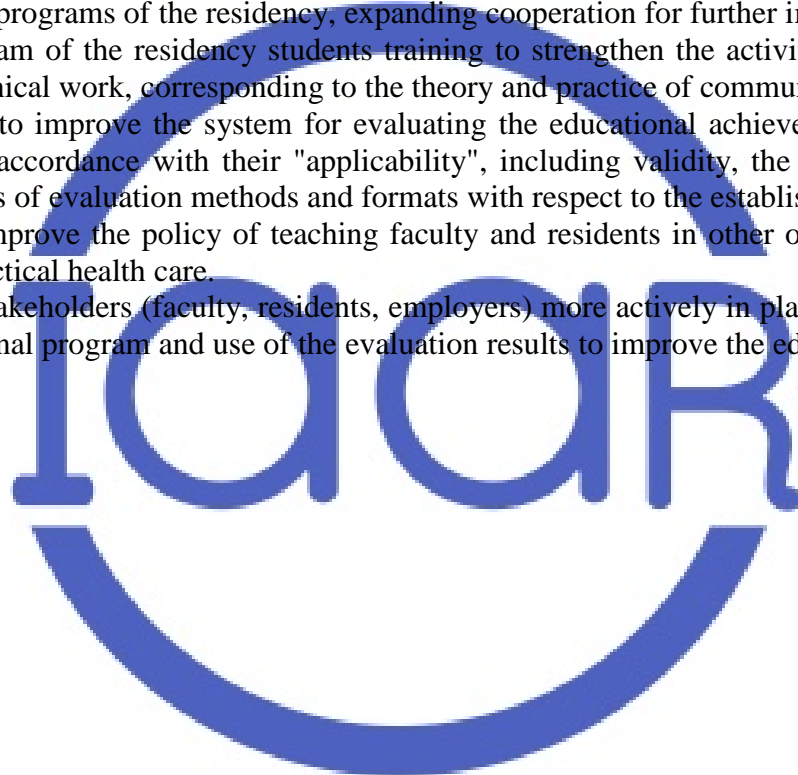 programs of the residency, expanding cooperation for further in
am of the residency students training to strengthen the activi
nical work, corresponding to the theory and practice of commu
to improve the system for evaluating the educational achieve
accordance with their "applicability", including validity, the
s of evaluation methods and formats with respect to the establis
mprove the policy of teaching faculty and residents in other o
ctical health care.
akeholders (faculty, residents, employers) more actively in pla
nal program and use of the evaluation results to improve the ed
IaaR